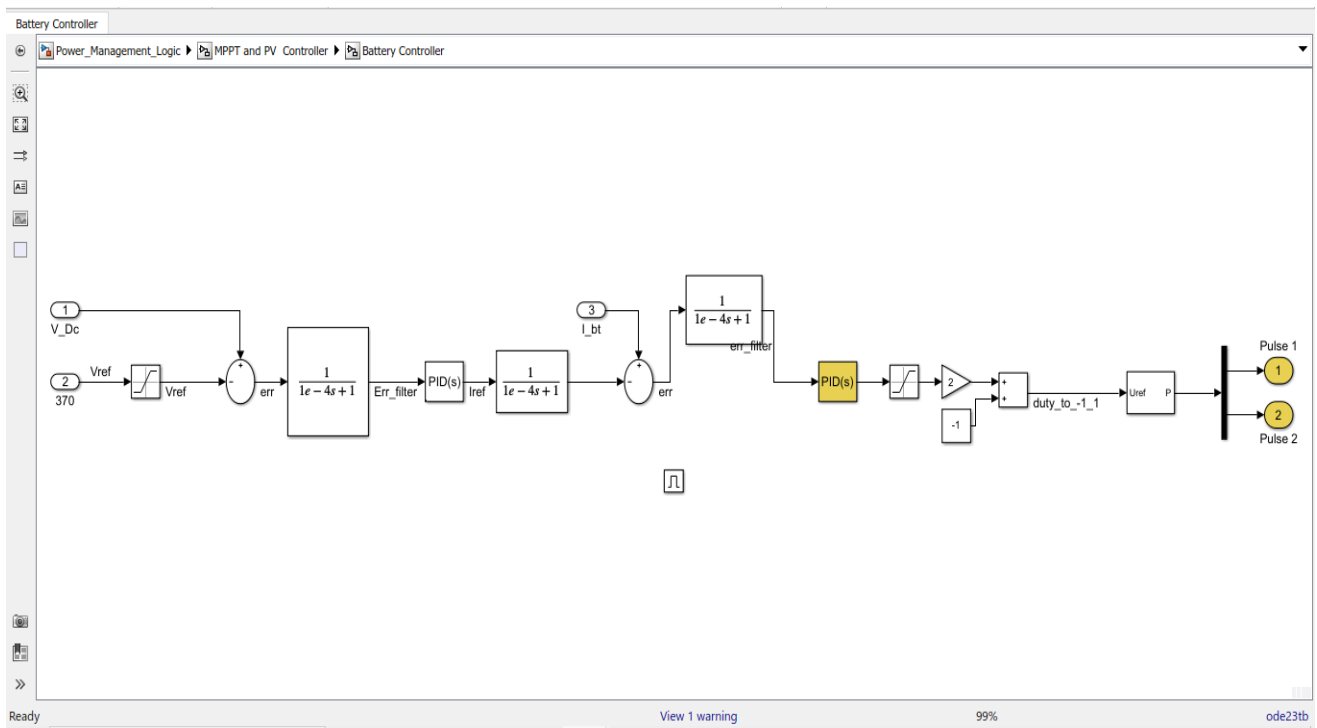 Battery Controller
Power_Management_Logic MPPT and PV Controller Battery Controller
1
V_Dc
Vref
2
370
Vref
+
-
err
1
1e − 4s + 1
Err_filter
PID(s)
Iref
1
1e − 4s + 1
3
I_bt
+
-
err
1
1e − 4s + 1
err_filter
PID(s)
2
-1
+
+
duty_to_-1_1
Uref P
Pulse 1
1
2
Pulse 2
Ready View 1 warning 99% ode23tb